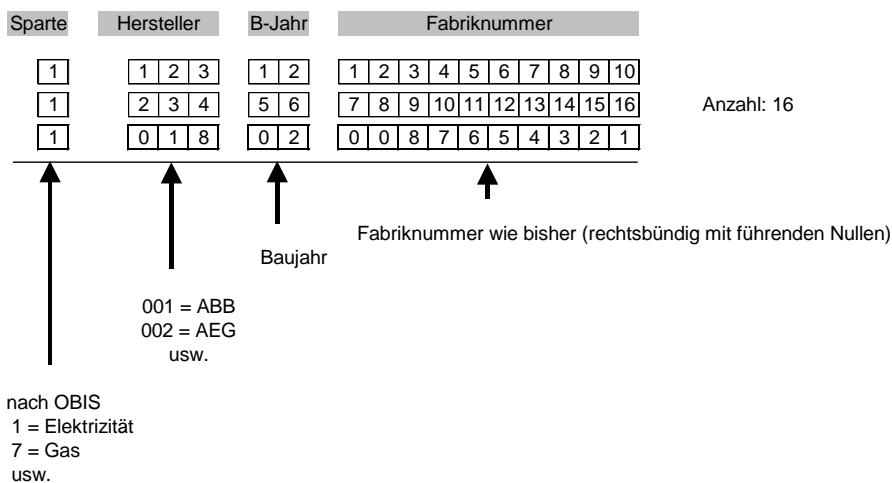 Sparte Hersteller B-Jahr Fabriknummer
1 1 2 3 1 2 1 2 3 4 5 6 7 8 9 10
1 2 3 4 5 6 7 8 9 10 11 12 13 14 15 16 Anzahl: 16
1 0 1 8 0 2 0 0 8 7 6 5 4 3 2 1
Fabriknummer wie bisher (rechtsbündig mit führenden Nullen)
Baujahr
001 = ABB
002 = AEG
usw.
nach OBIS
1 = Elektrizität
7 = Gas
usw.